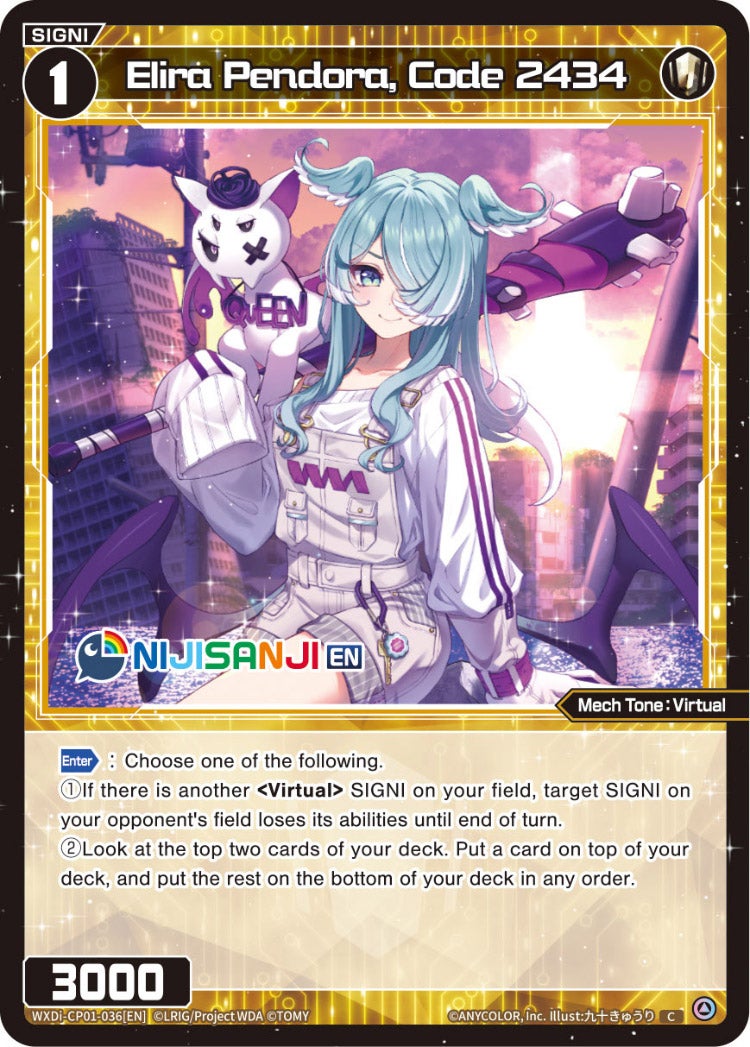 SIGNI
1
Elira Pendora, Code 2434
QuEEN
NIJISANJI EN
Mech Tone:Virtual
Enter : Choose one of the following.
①If there is another <Virtual> SIGNI on your field, target SIGNI on
your opponent's field loses its abilities until end of turn.
②Look at the top two cards of your deck. Put a card on top of your
deck, and put the rest on the bottom of your deck in any order.
3000
WXDi-CP01-036[EN] ©LRIG/Project WDA ©TOMY
©ANYCOLOR, Inc. illust:九十きゅうり C